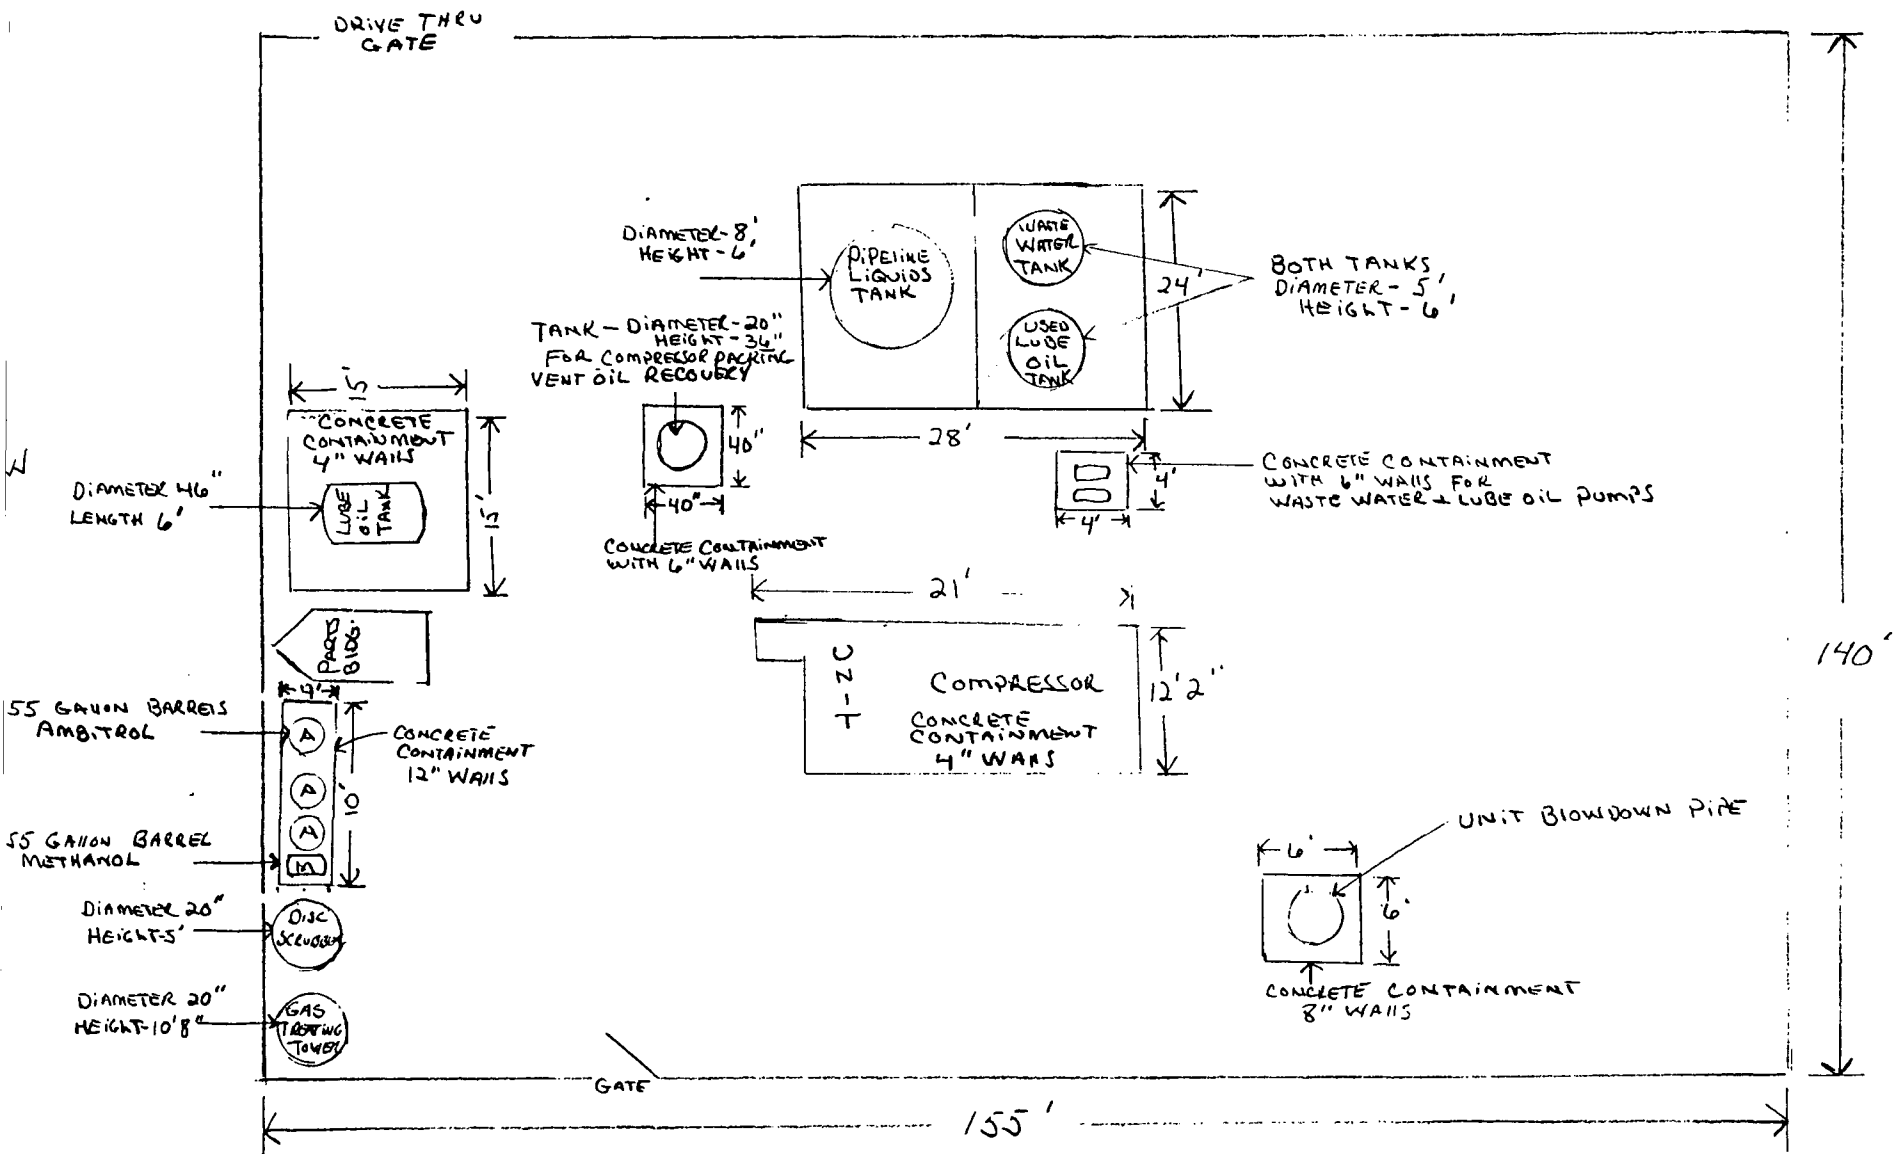 DRIVE THRU
GATE
DIAMETER-8'
HEIGHT-6'
PIPELINE
LIQUIDS
TANK
WASTE
WATER
TANK
USED
LUBE
OIL
TANK
24'
BOTH TANKS,
DIAMETER-5'
HEIGHT-6'
28'
TANK-DIAMETER-20"
HEIGHT-36"
FOR COMPRESSOR PACKING
VENT OIL RECOVERY
40"
40"
CONCRETE CONTAINMENT
WITH 6" WALLS
4'
4'
CONCRETE CONTAINMENT
WITH 6" WALLS FOR
WASTE WATER & LUBE OIL PUMPS
15'
CONCRETE
CONTAINMENT
4" WALLS
15'
DIAMETER 46"
LENGTH 6'
LUBE
OIL
TANK
PARTS
BLDG.
21'
UNIT
COMPRESSOR
CONCRETE
CONTAINMENT
4" WALLS
12'2"
140'
4'
55 GALLON BARRELS
AMBITROL
A
A
A
M
10'
CONCRETE
CONTAINMENT
12" WALLS
55 GALLON BARREL
METHANOL
DIAMETER 20"
HEIGHT-5'
DISC
SCRUBBER
DIAMETER 20"
HEIGHT-10'8"
GAS
TREATING
TOWER
UNIT BLOWDOWN PIPE
6'
6'
CONCRETE CONTAINMENT
8" WALLS
GATE
155'